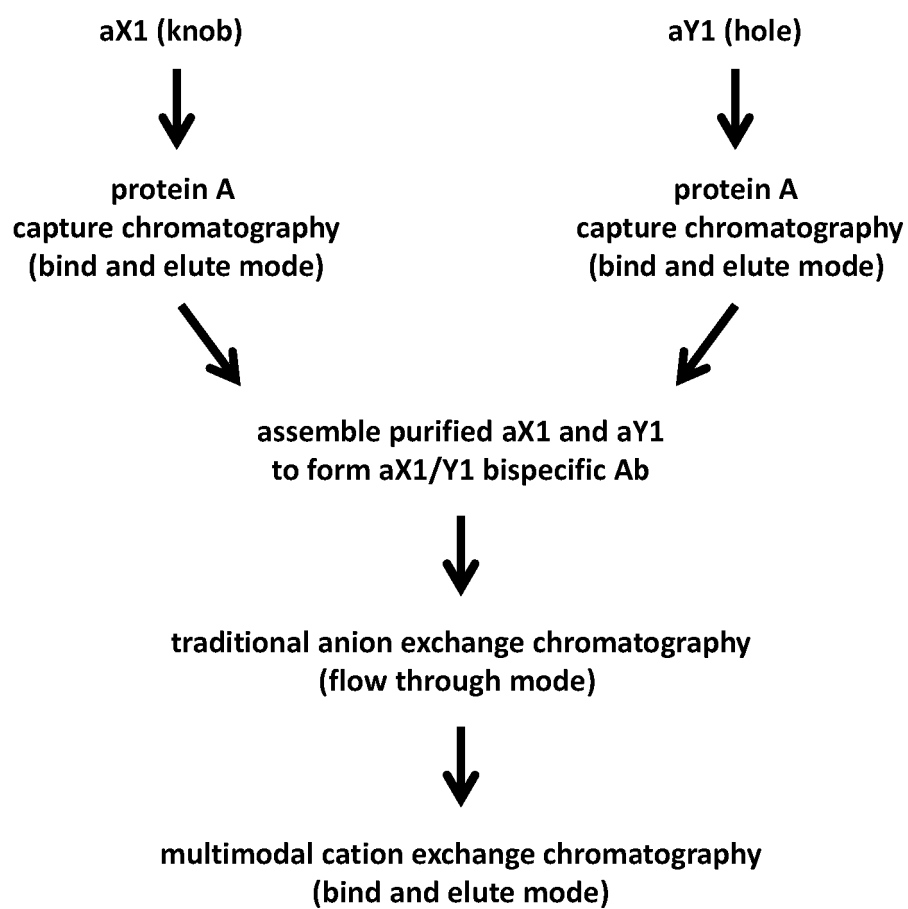 aX1 (knob)
aY1 (hole)
protein A
capture chromatography
(bind and elute mode)
protein A
capture chromatography
(bind and elute mode)
assemble purified aX1 and aY1
to form aX1/Y1 bispecific Ab
traditional anion exchange chromatography
(flow through mode)
multimodal cation exchange chromatography
(bind and elute mode)